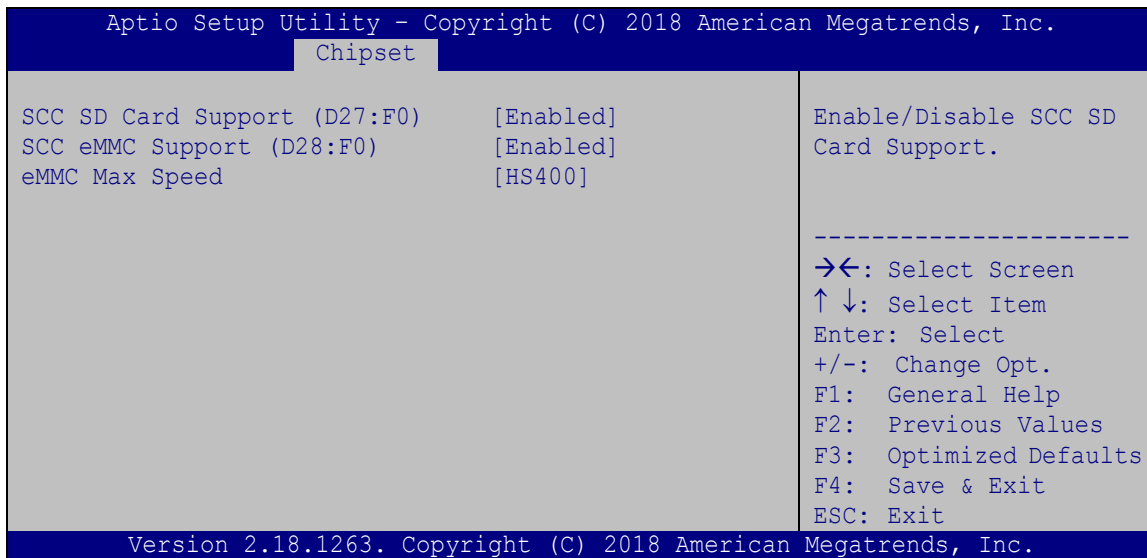 Aptio Setup Utility – Copyright (C) 2018 American Megatrends, Inc.
Chipset
SCC SD Card Support (D27:F0) [Enabled]
SCC eMMC Support (D28:F0) [Enabled]
eMMC Max Speed [HS400]
Enable/Disable SCC SD
Card Support.
----------------------
→←: Select Screen
↑ ↓: Select Item
Enter: Select
+/-: Change Opt.
F1: General Help
F2: Previous Values
F3: Optimized Defaults
F4: Save & Exit
ESC: Exit
Version 2.18.1263. Copyright (C) 2018 American Megatrends, Inc.